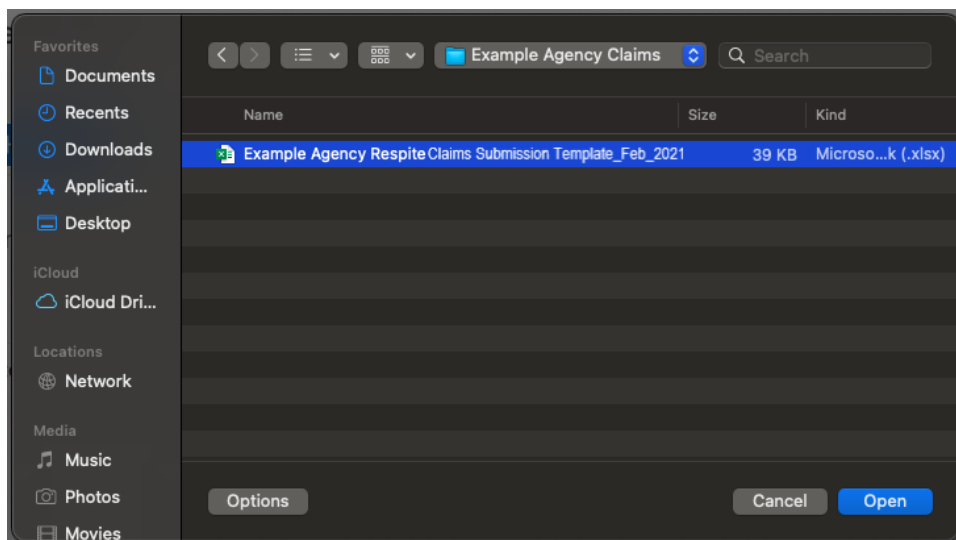 Favorites
Documents
Recents
Downloads
Applicati...
Desktop
iCloud
iCloud Dri...
Locations
Network
Media
Music
Photos
Movies
Example Agency Claims
Search
Name Size Kind
Example Agency Respite Claims Submission Template_Feb_2021 39 KB Microso...k (.xlsx)
Options Cancel Open